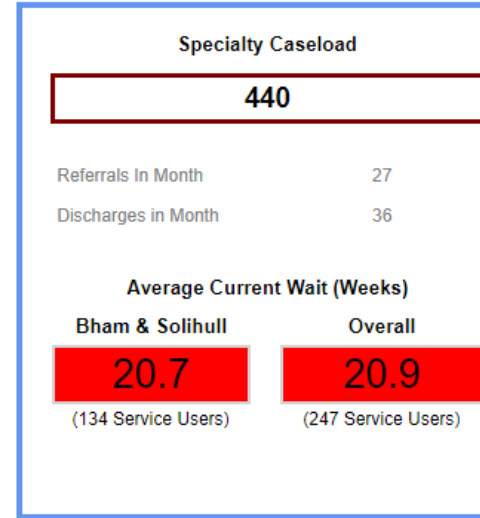 Specialty Caseload
440
Referrals In Month 27
Discharges in Month 36
Average Current Wait (Weeks)
Bham & Solihull Overall
20.7 20.9
(134 Service Users) (247 Service Users)